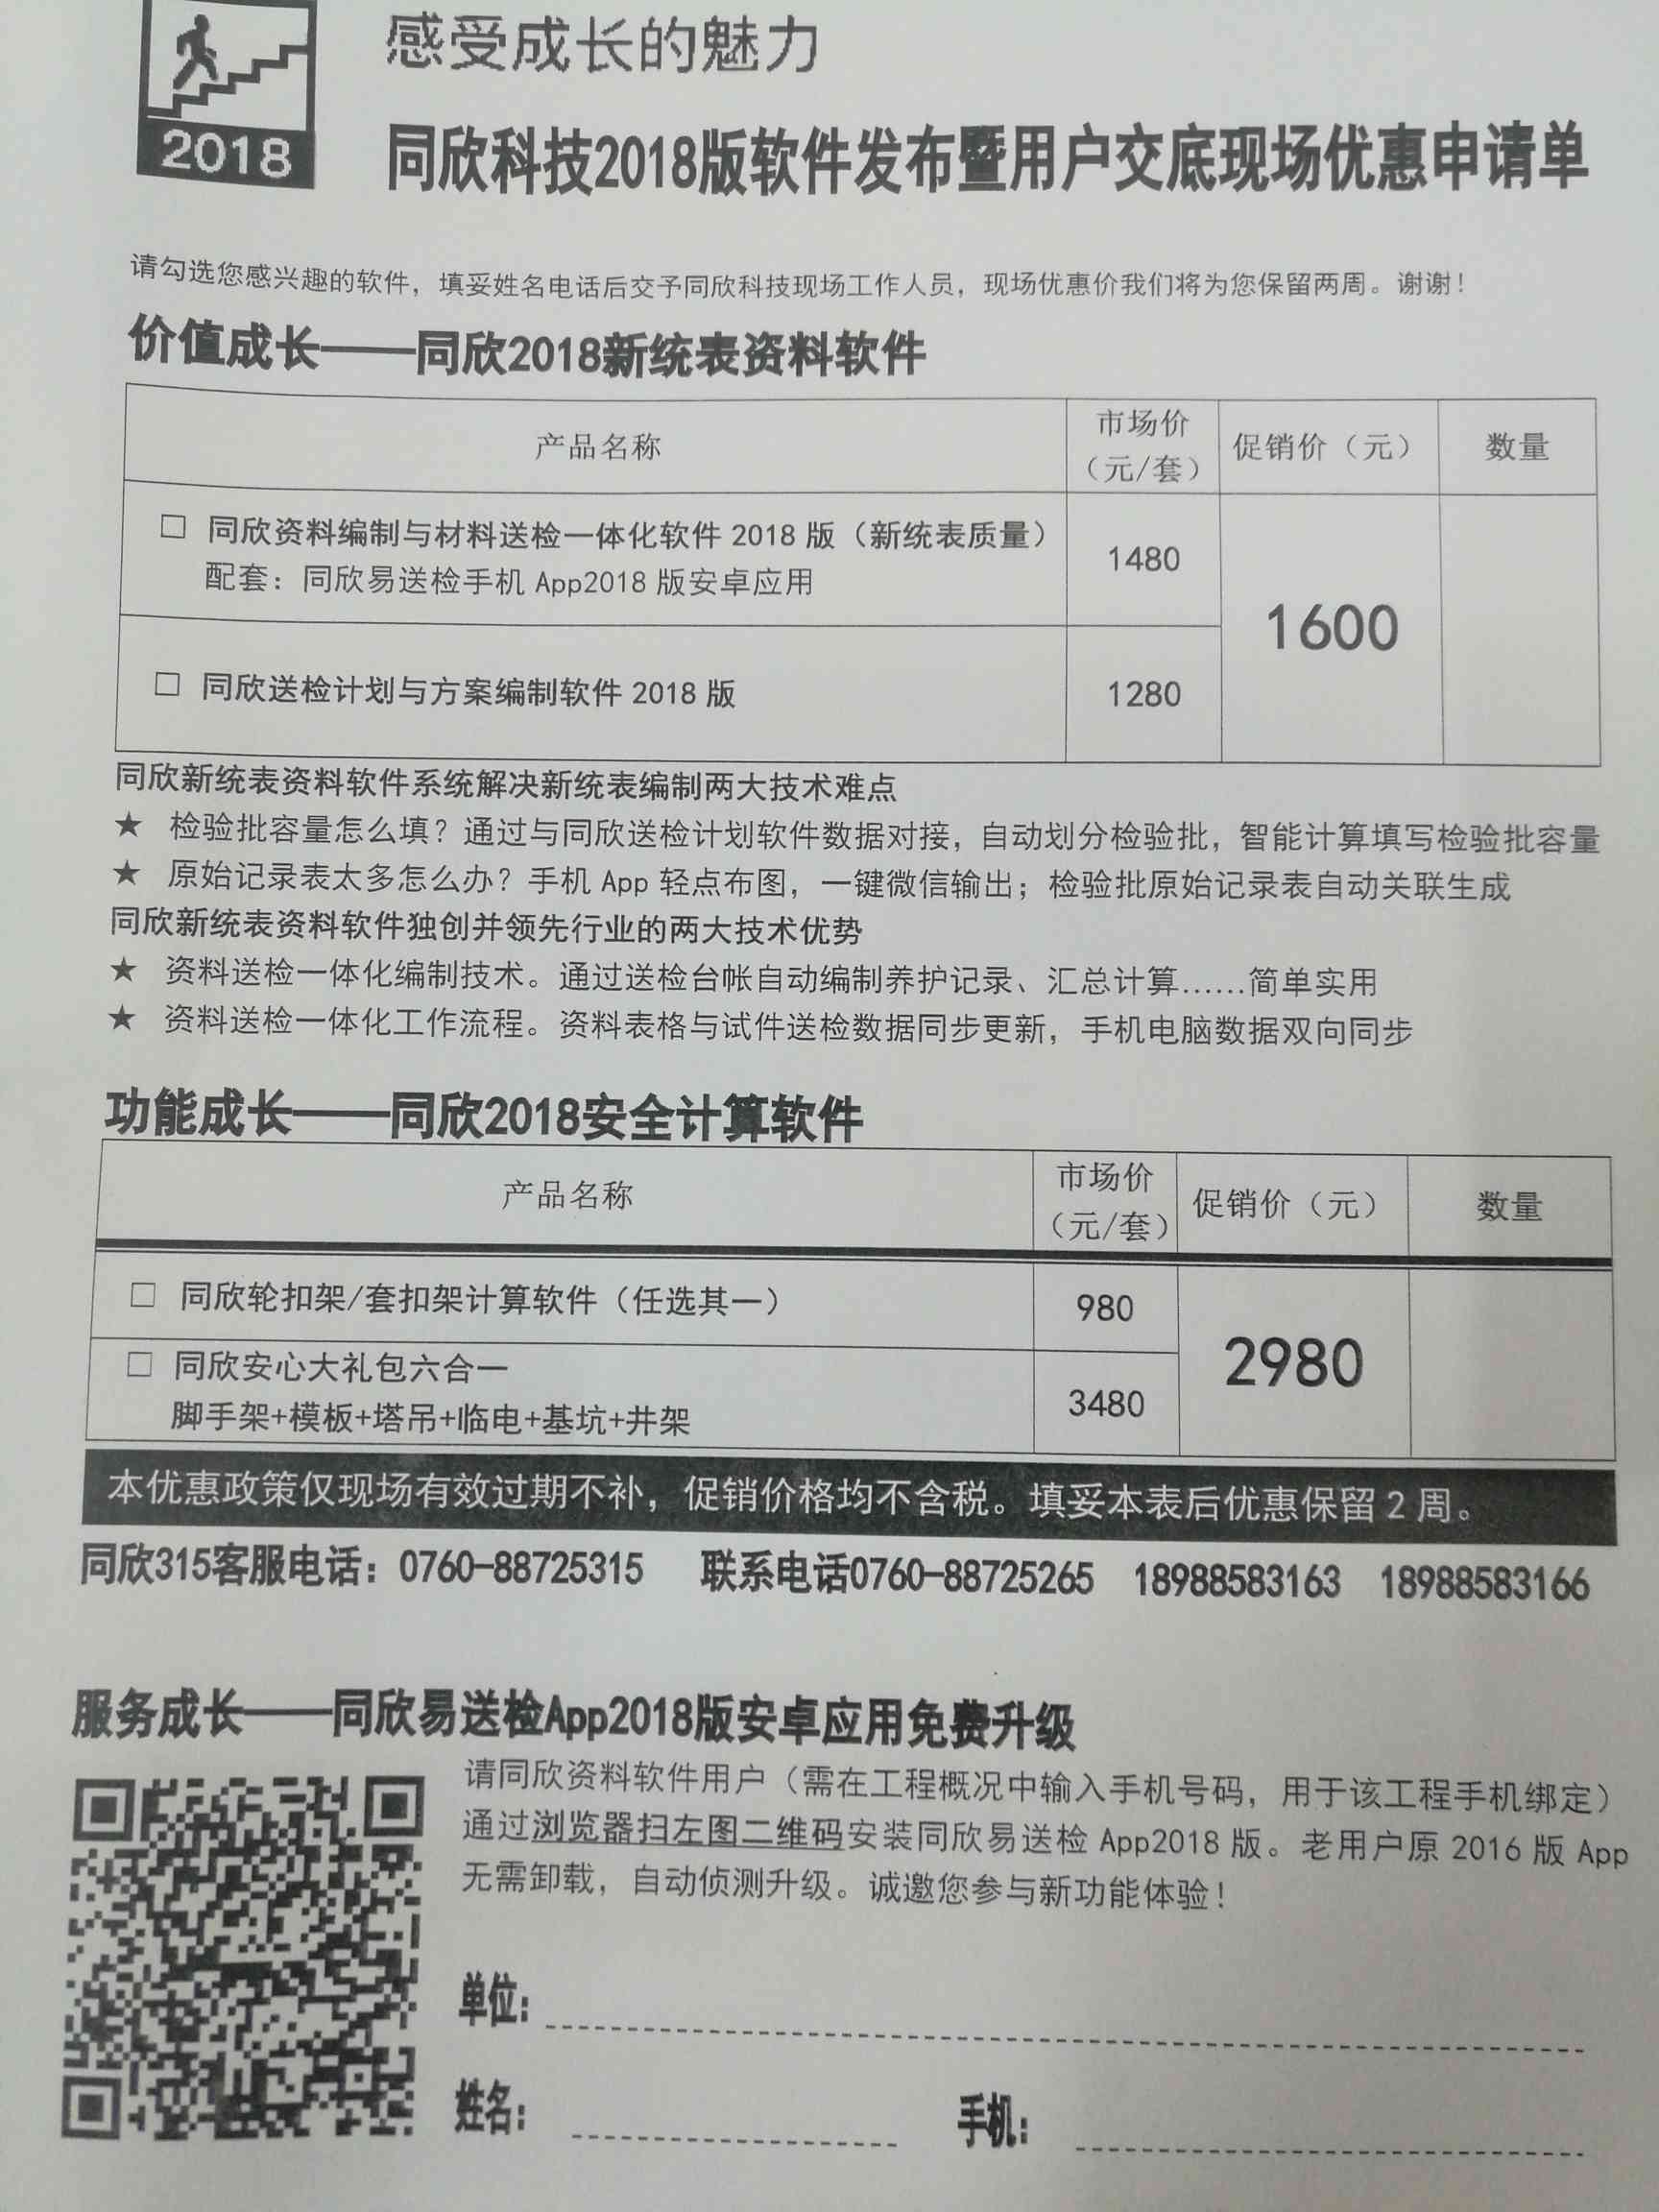 感受成长的魅力
2018
同欣科技2018版软件发布暨用户交底现场优惠申请单
请勾选您感兴趣的软件，填妥姓名电话后交予同欣科技现场工作人员，现场优惠价我们将为您保留两周。谢谢！
价值成长——同欣2018新统表资料软件
产品名称 市场价（元/套） 促销价（元） 数量
□ 同欣资料编制与材料送检一体化软件 2018 版（新统表质量）
配套：同欣易送检手机 App2018 版安卓应用
1480
1600
□ 同欣送检计划与方案编制软件 2018 版
1280
同欣新统表资料软件系统解决新统表编制两大技术难点
★ 检验批容量怎么填？通过与同欣送检计划软件数据对接，自动划分检验批，智能计算填写检验批容量
★ 原始记录表太多怎么办？手机 App 轻点布图，一键微信输出；检验批原始记录表自动关联生成
同欣新统表资料软件独创并领先行业的两大技术优势
★ 资料送检一体化编制技术。通过送检台帐自动编制养护记录、汇总计算……简单实用
★ 资料送检一体化工作流程。资料表格与试件送检数据同步更新，手机电脑数据双向同步
功能成长——同欣2018安全计算软件
产品名称 市场价（元/套） 促销价（元） 数量
□ 同欣轮扣架/套扣架计算软件（任选其一）
980
2980
□ 同欣安心大礼包六合一
脚手架+模板+塔吊+临电+基坑+井架
3480
本优惠政策仅现场有效过期不补，促销价格均不含税。填妥本表后优惠保留 2 周。
同欣315客服电话：0760-88725315 联系电话0760-88725265 18988583163 18988583166
服务成长——同欣易送检App2018版安卓应用免费升级
请同欣资料软件用户（需在工程概况中输入手机号码，用于该工程手机绑定）
通过浏览器扫左图二维码安装同欣易送检 App2018 版。老用户原 2016 版 App
无需卸载，自动侦测升级。诚邀您参与新功能体验！
单位：
姓名： 手机：